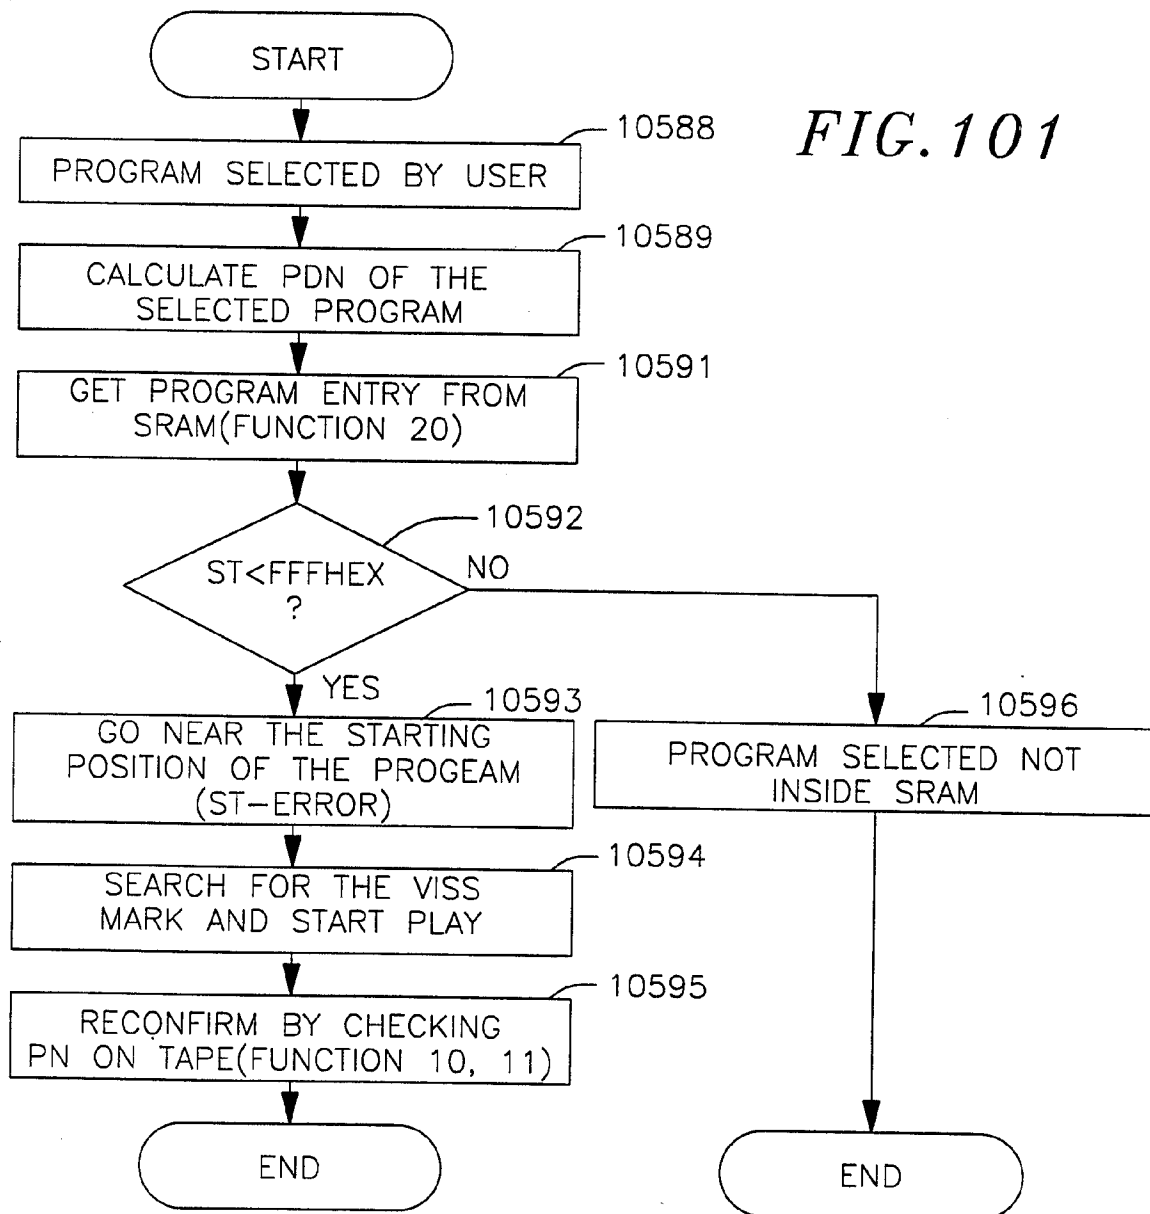 START
FIG.101
10588
PROGRAM SELECTED BY USER
10589
CALCULATE PDN OF THE
SELECTED PROGRAM
10591
GET PROGRAM ENTRY FROM
SRAM(FUNCTION 20)
10592
ST<FFFHEX
?
NO
YES
10593
GO NEAR THE STARTING
POSITION OF THE PROGEAM
(ST-ERROR)
10596
PROGRAM SELECTED NOT
INSIDE SRAM
10594
SEARCH FOR THE VISS
MARK AND START PLAY
10595
RECONFIRM BY CHECKING
PN ON TAPE(FUNCTION 10, 11)
END
END